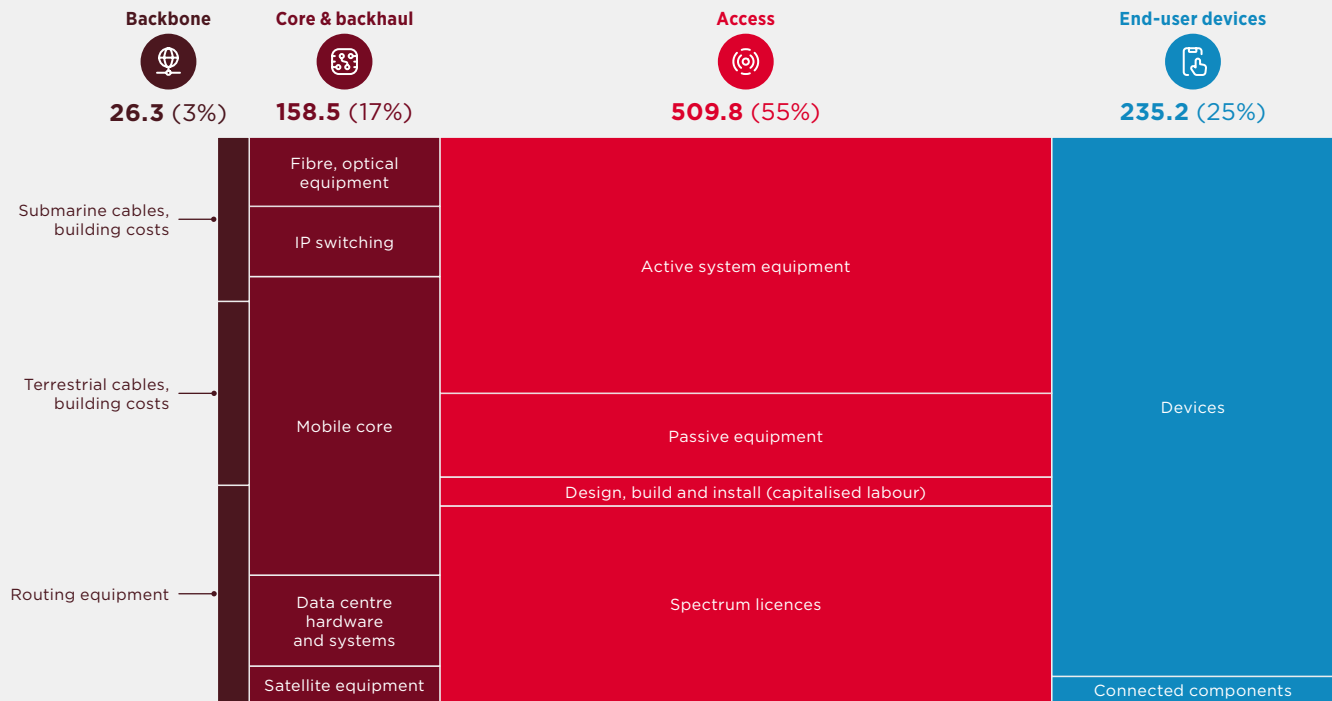 Backbone
26.3 (3%)
Core & backhaul
158.5 (17%)
Access
509.8 (55%)
End-user devices
235.2 (25%)
Submarine cables,
building costs
Terrestrial cables,
building costs
Routing equipment
Fibre, optical
equipment
IP switching
Mobile core
Data centre
hardware
and systems
Satellite equipment
Active system equipment
Passive equipment
Design, build and install (capitalised labour)
Spectrum licences
Devices
Connected components